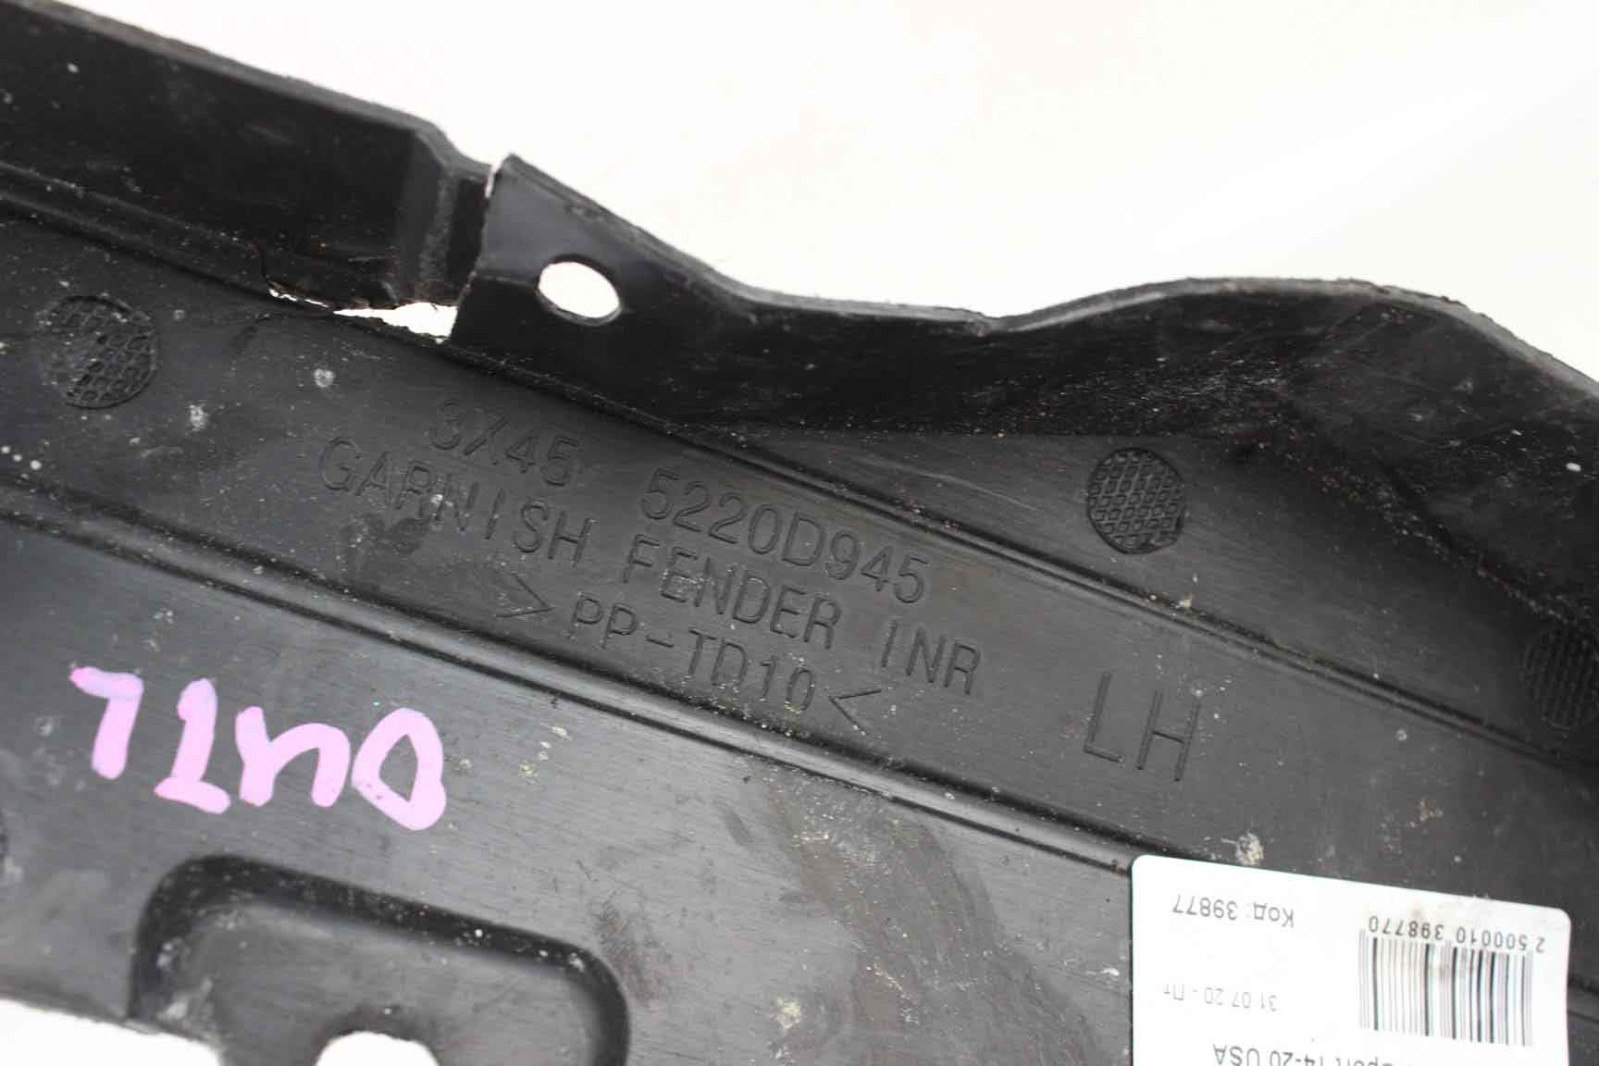 3X45 5220D945
GARNISH FENDER INR
>PP-TD10<
LH
14-20 USA
31.07.20 - Пт
Код: 39877
2 500010 398770